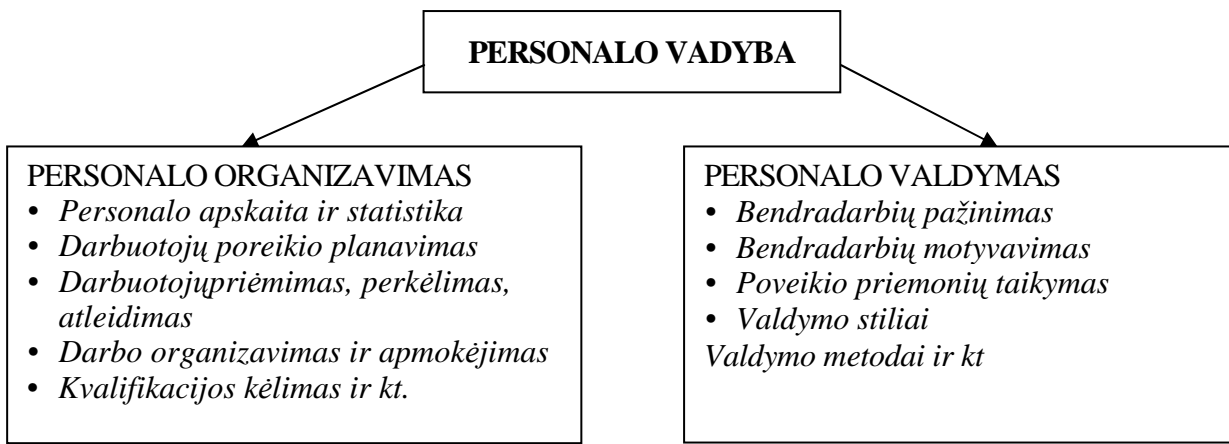 PERSONALO VADYBA
PERSONALO ORGANIZAVIMAS
• Personalo apskaita ir statistika
• Darbuotojų poreikio planavimas
• Darbuotojųpriėmimas, perkėlimas,
atleidimas
• Darbo organizavimas ir apmokėjimas
• Kvalifikacijos kėlimas ir kt.
PERSONALO VALDYMAS
• Bendradarbių pažinimas
• Bendradarbių motyvavimas
• Poveikio priemonių taikymas
• Valdymo stiliai
Valdymo metodai ir kt